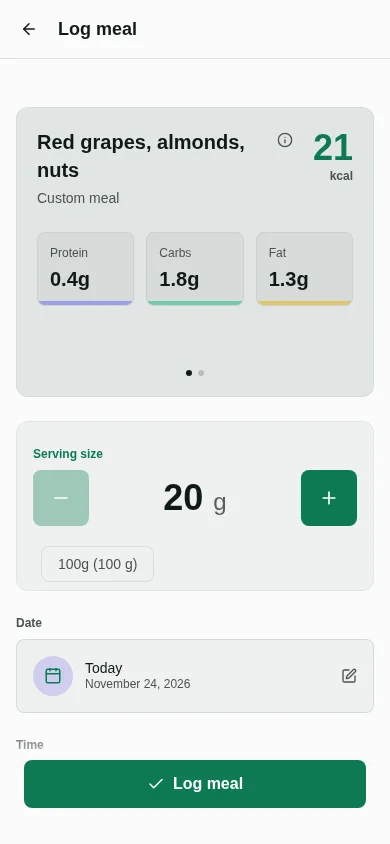 Log meal
Red grapes, almonds,
nuts
21
kcal
Custom meal
Protein
Carbs
Fat
0.4g
1.8g
1.3g
Serving size
20 g
100g (100 g)
Date
Today
November 24, 2026
Time
Log meal